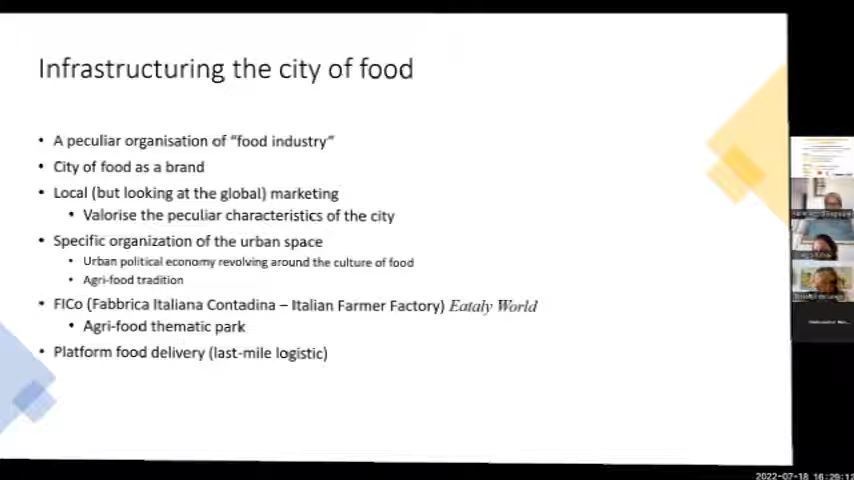 Infrastructuring the city of food
• A peculiar organisation of "food industry"
• City of food as a brand
• Local (but looking at the global) marketing
• Valorise the peculiar characteristics of the city
• Specific organization of the urban space
• Urban political economy revolving around the culture of food
• Agri-food tradition
• FICo (Fabbrica Italiana Contadina – Italian Farmer Factory) Eataly World
• Agri-food thematic park
• Platform food delivery (last-mile logistic)
2022-07-18 16:29:12